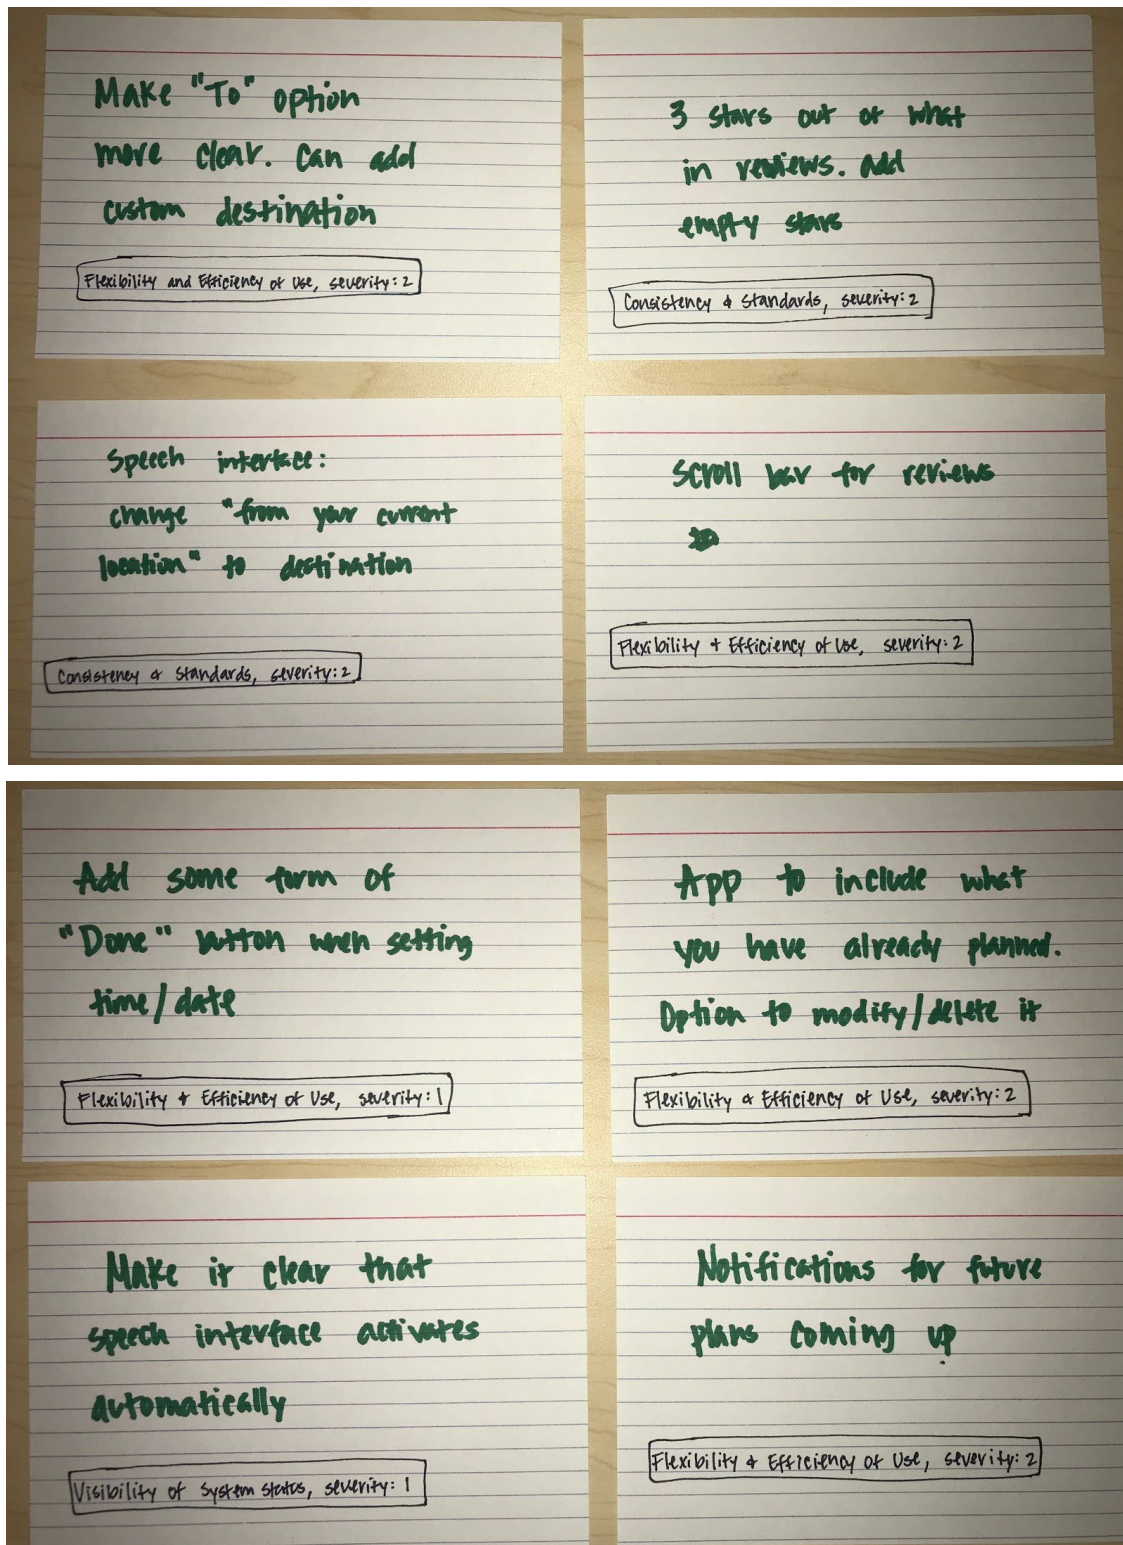 Make "To" option
more clear. Can add
custom destination
Flexibility and Efficiency of Use, severity: 2
3 stars out of what
in reviews. add
empty stars
Consistency & Standards, severity: 2
Speech interface:
change "from your current
location" to destination
Consistency & Standards, severity: 2
Scroll bar for reviews
Flexibility + Efficiency of Use, severity: 2
Add some form of
"Done" button when setting
time/date
Flexibility + Efficiency of Use, severity: 1
App to include what
you have already planned.
Option to modify/delete it
Flexibility & Efficiency of Use, severity: 2
Make it clear that
speech interface activates
automatically
Visibility of System Status, severity: 1
Notifications for future
plans coming up
Flexibility & Efficiency of Use, severity: 2